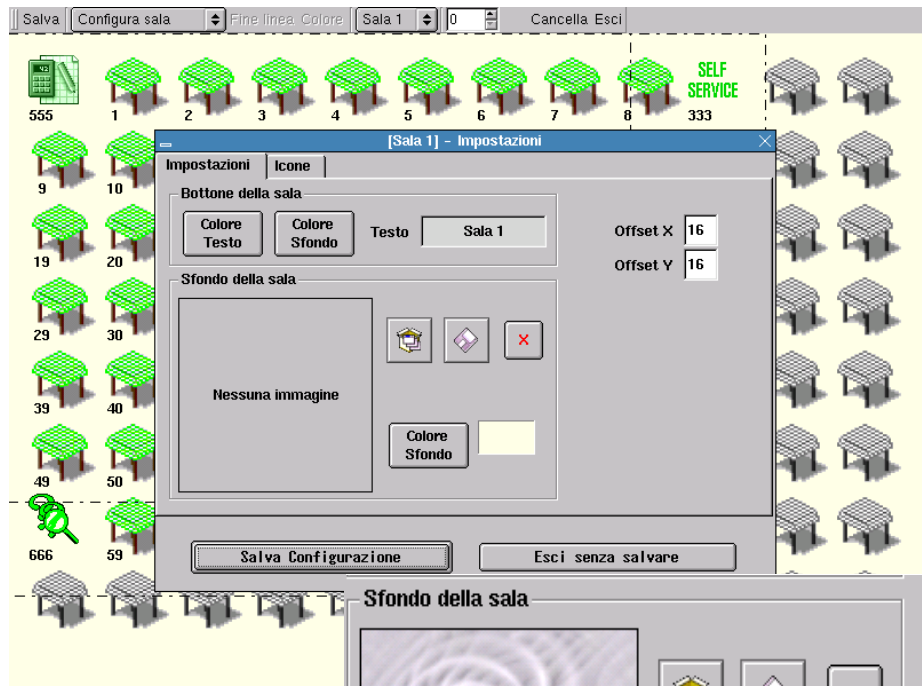 Salva Configura sala Fine linea Colore Sala 1 0 Cancella Esci
SELF
SERVICE
555 1 2 3 4 5 6 7 8 333
[Sala 1] - Impostazioni
Impostazioni Icone
Bottone della sala
9 10
Colore Testo
Colore Sfondo
Testo Sala 1
Offset X 16
Offset Y 16
19 20
Sfondo della sala
29 30
Nessuna immagine
39 40
Colore
Sfondo
49 50
666 59
Salva Configurazione Esci senza salvare
Sfondo della sala